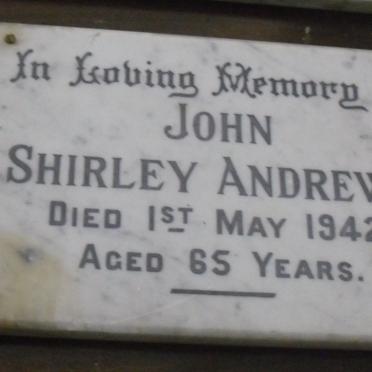 In Loving Memory
JOHN
SHIRLEY ANDREW
DIED 1ST MAY 1942
AGED 65 YEARS.